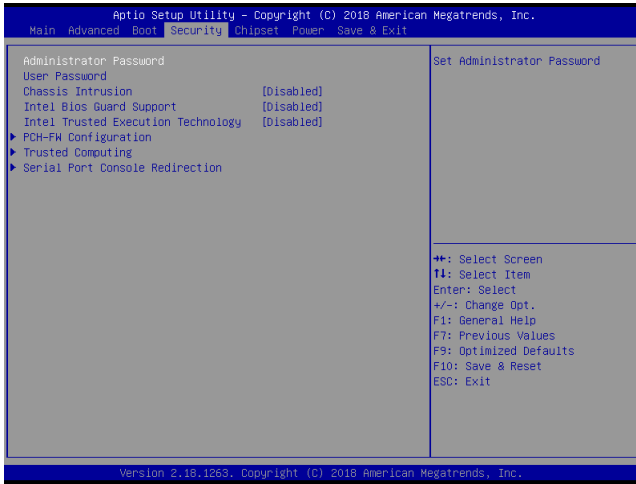 Aptio Setup Utility – Copyright (C) 2018 American Megatrends, Inc.
Main Advanced Boot Security Chipset Power Save & Exit
Administrator Password
User Password
Chassis Intrusion [Disabled]
Intel Bios Guard Support [Disabled]
Intel Trusted Execution Technology [Disabled]
PCH-FW Configuration
Trusted Computing
Serial Port Console Redirection
Set Administrator Password
→←: Select Screen
↑↓: Select Item
Enter: Select
+/-: Change Opt.
F1: General Help
F7: Previous Values
F9: Optimized Defaults
F10: Save & Reset
ESC: Exit
Version 2.18.1263. Copyright (C) 2018 American Megatrends, Inc.